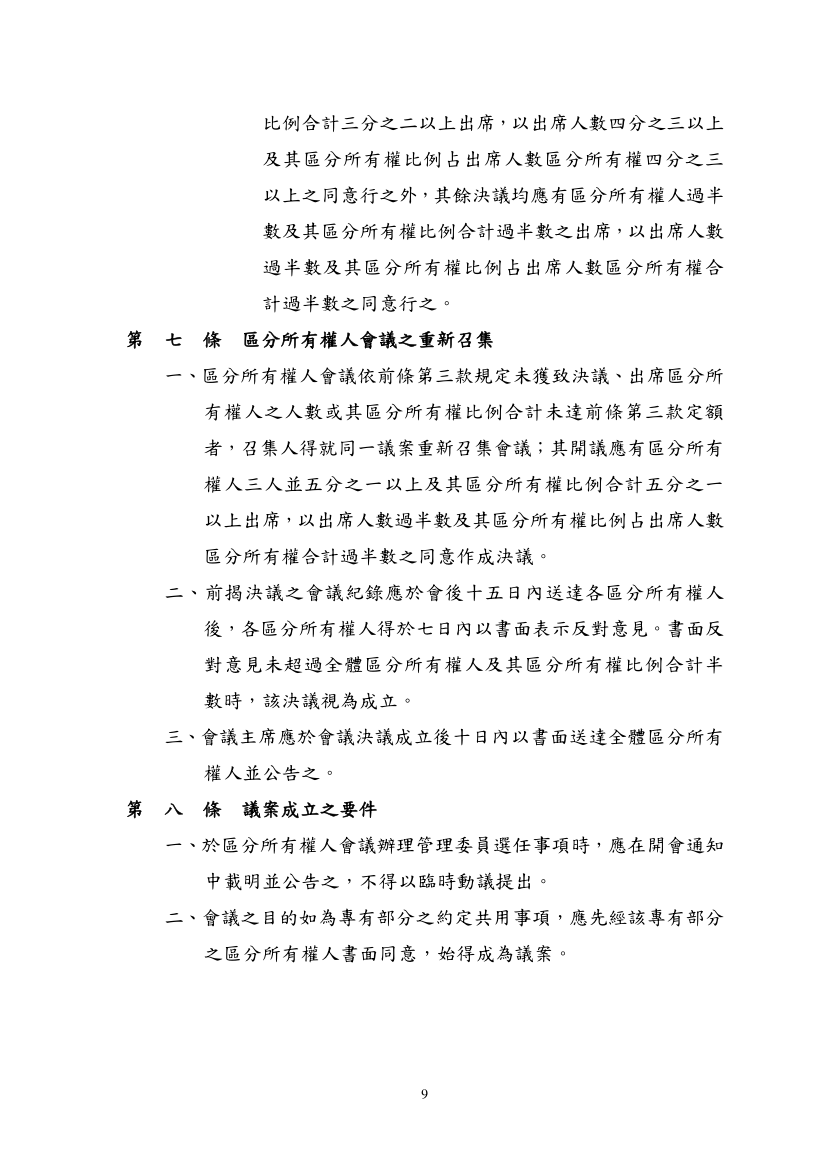 比例合計三分之二以上出席，以出席人數四分之三以上
及其區分所有權比例占出席人數區分所有權四分之三
以上之同意行之外，其餘決議均應有區分所有權人過半
數及其區分所有權比例合計過半數之出席，以出席人數
過半數及其區分所有權比例占出席人數區分所有權合
計過半數之同意行之。
第　七　條　區分所有權人會議之重新召集
一、區分所有權人會議依前條第三款規定未獲致決議、出席區分所
有權人之人數或其區分所有權比例合計未達前條第三款定額
者，召集人得就同一議案重新召集會議；其開議應有區分所有
權人三人並五分之一以上及其區分所有權比例合計五分之一
以上出席，以出席人數過半數及其區分所有權比例占出席人數
區分所有權合計過半數之同意作成決議。
二、前揭決議之會議紀錄應於會後十五日內送達各區分所有權人
後，各區分所有權人得於七日內以書面表示反對意見。書面反
對意見未超過全體區分所有權人及其區分所有權比例合計半
數時，該決議視為成立。
三、會議主席應於會議決議成立後十日內以書面送達全體區分所有
權人並公告之。
第　八　條　議案成立之要件
一、於區分所有權人會議辦理管理委員選任事項時，應在開會通知
中載明並公告之，不得以臨時動議提出。
二、會議之目的如為專有部分之約定共用事項，應先經該專有部分
之區分所有權人書面同意，始得成為議案。
9